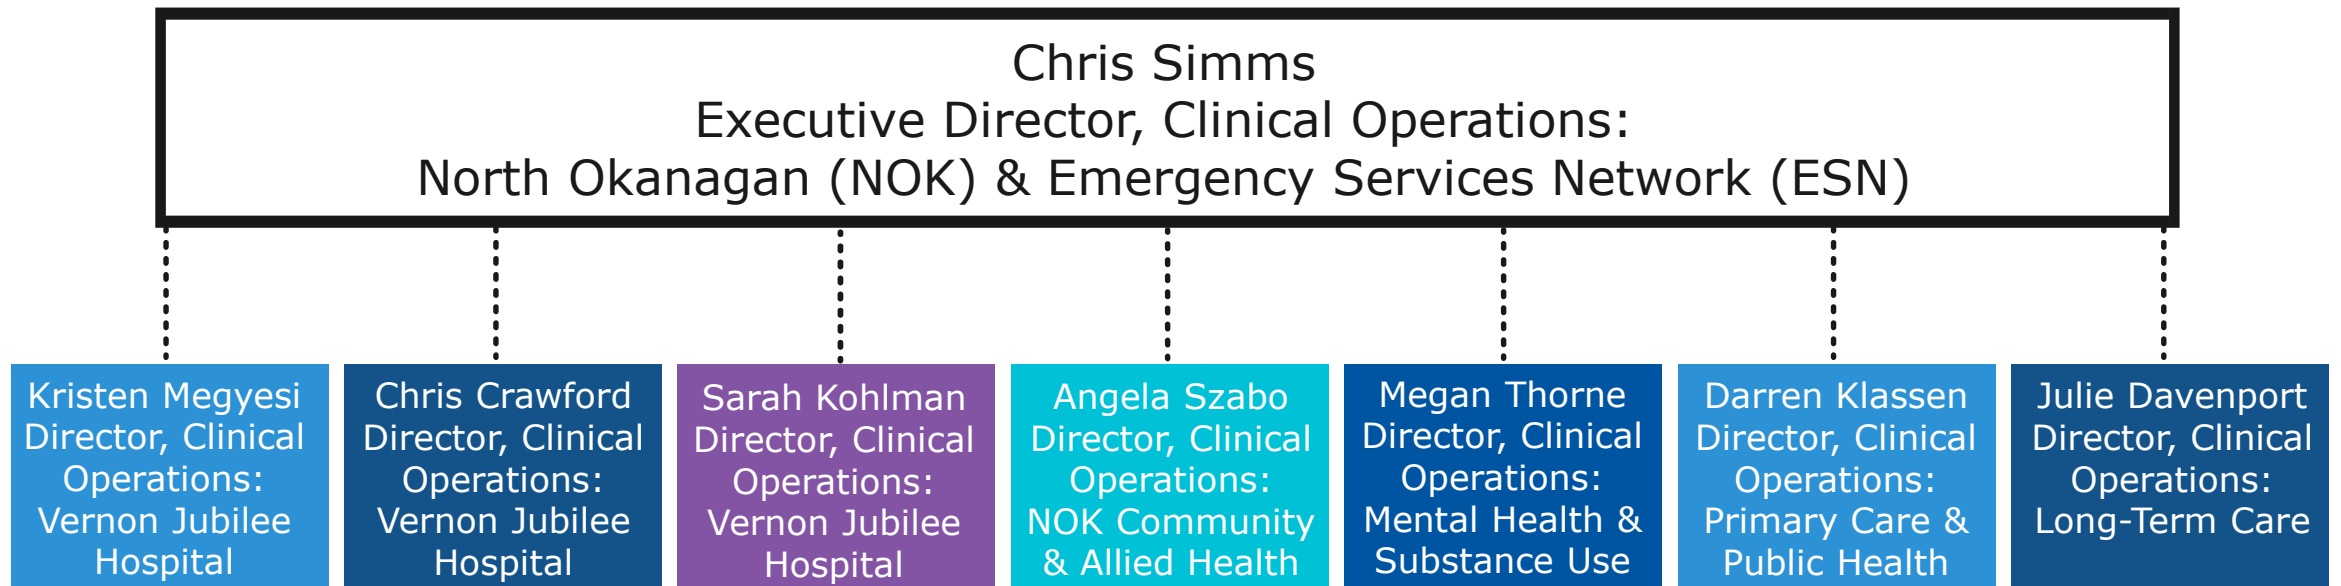 Chris Simms
Executive Director, Clinical Operations:
North Okanagan (NOK) & Emergency Services Network (ESN)
Kristen Megyesi
Director, Clinical
Operations:
Vernon Jubilee
Hospital
Chris Crawford
Director, Clinical
Operations:
Vernon Jubilee
Hospital
Sarah Kohlman
Director, Clinical
Operations:
Vernon Jubilee
Hospital
Angela Szabo
Director, Clinical
Operations:
NOK Community
& Allied Health
Megan Thorne
Director, Clinical
Operations:
Mental Health &
Substance Use
Darren Klassen
Director, Clinical
Operations:
Primary Care &
Public Health
Julie Davenport
Director, Clinical
Operations:
Long-Term Care